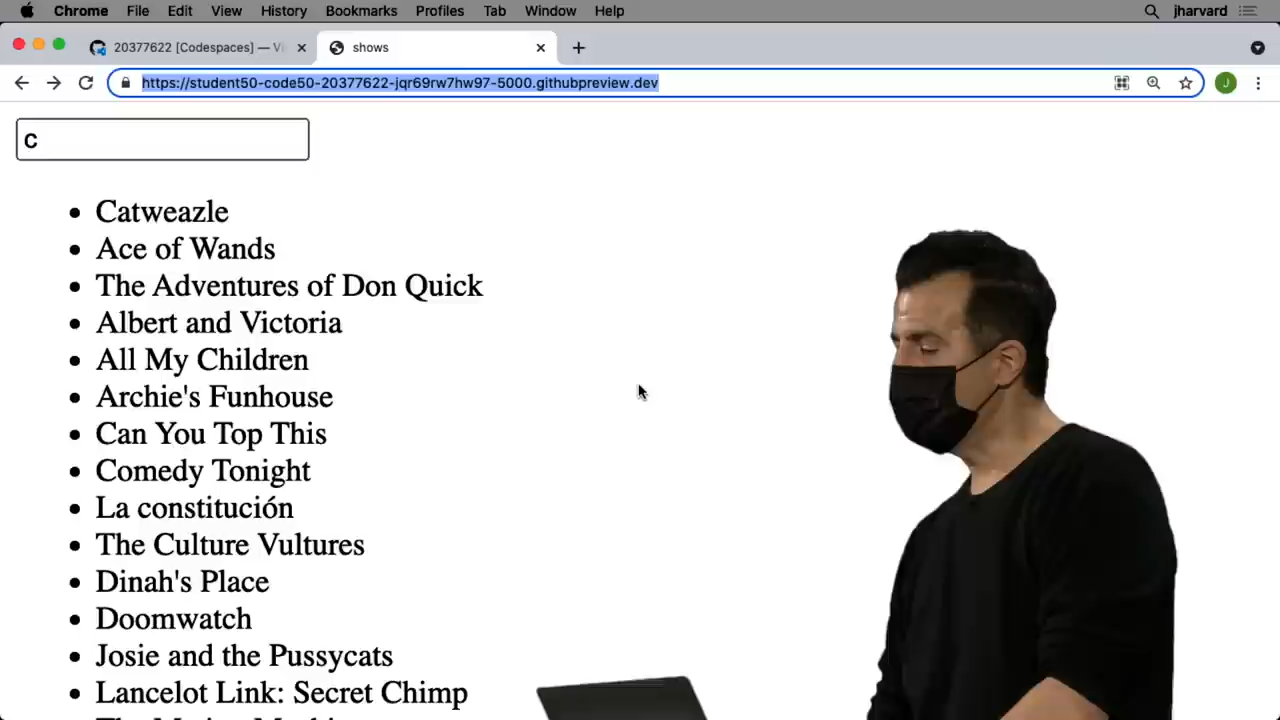 Chrome File Edit View History Bookmarks Profiles Tab Window Help jharvard
20377622 [Codespaces] — Vi shows
https://student50-code50-20377622-jqr69rw7hw97-5000.githubpreview.dev J
C
Catweazle
Ace of Wands
The Adventures of Don Quick
Albert and Victoria
All My Children
Archie's Funhouse
Can You Top This
Comedy Tonight
La constitución
The Culture Vultures
Dinah's Place
Doomwatch
Josie and the Pussycats
Lancelot Link: Secret Chimp